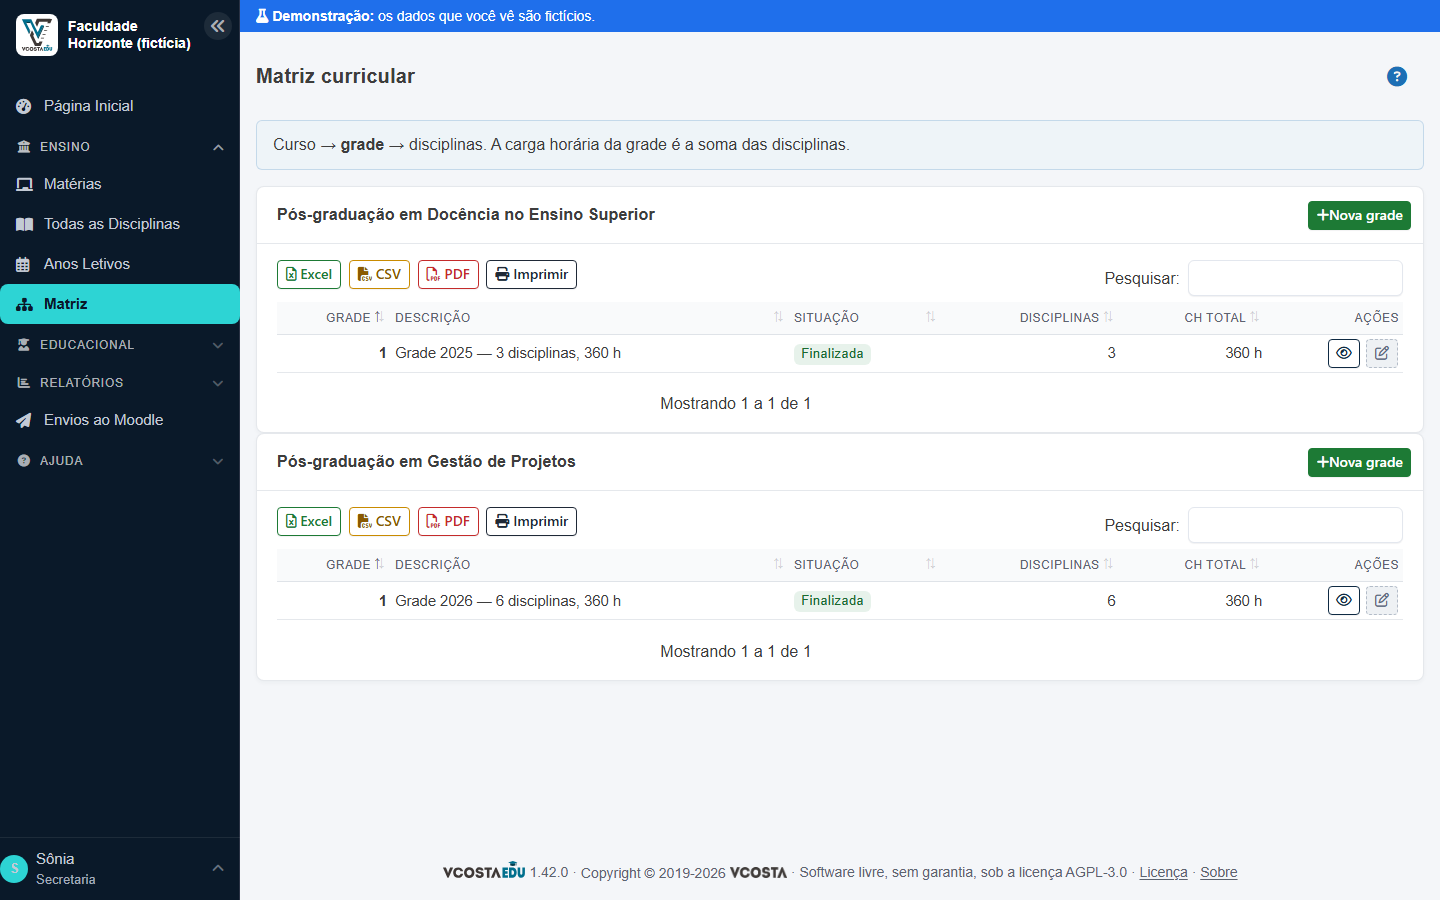 Faculdade
Horizonte (fictícia)
VCOSTAEDU
Página Inicial
ENSINO
Matérias
Todas as Disciplinas
Anos Letivos
Matriz
EDUCACIONAL
RELATÓRIOS
Envios ao Moodle
AJUDA
S
Sônia
Secretaria
Demonstração: os dados que você vê são fictícios.
Matriz curricular
?
Curso → grade → disciplinas. A carga horária da grade é a soma das disciplinas.
Pós-graduação em Docência no Ensino Superior
+Nova grade
Excel CSV PDF Imprimir
Pesquisar:
GRADE DESCRIÇÃO SITUAÇÃO DISCIPLINAS CH TOTAL AÇÕES
1 Grade 2025 — 3 disciplinas, 360 h Finalizada 3 360 h
Mostrando 1 a 1 de 1
Pós-graduação em Gestão de Projetos
+Nova grade
Excel CSV PDF Imprimir
Pesquisar:
GRADE DESCRIÇÃO SITUAÇÃO DISCIPLINAS CH TOTAL AÇÕES
1 Grade 2026 — 6 disciplinas, 360 h Finalizada 6 360 h
Mostrando 1 a 1 de 1
VCOSTAEDU 1.42.0 · Copyright © 2019-2026 VCOSTA · Software livre, sem garantia, sob a licença AGPL-3.0 · Licença · Sobre